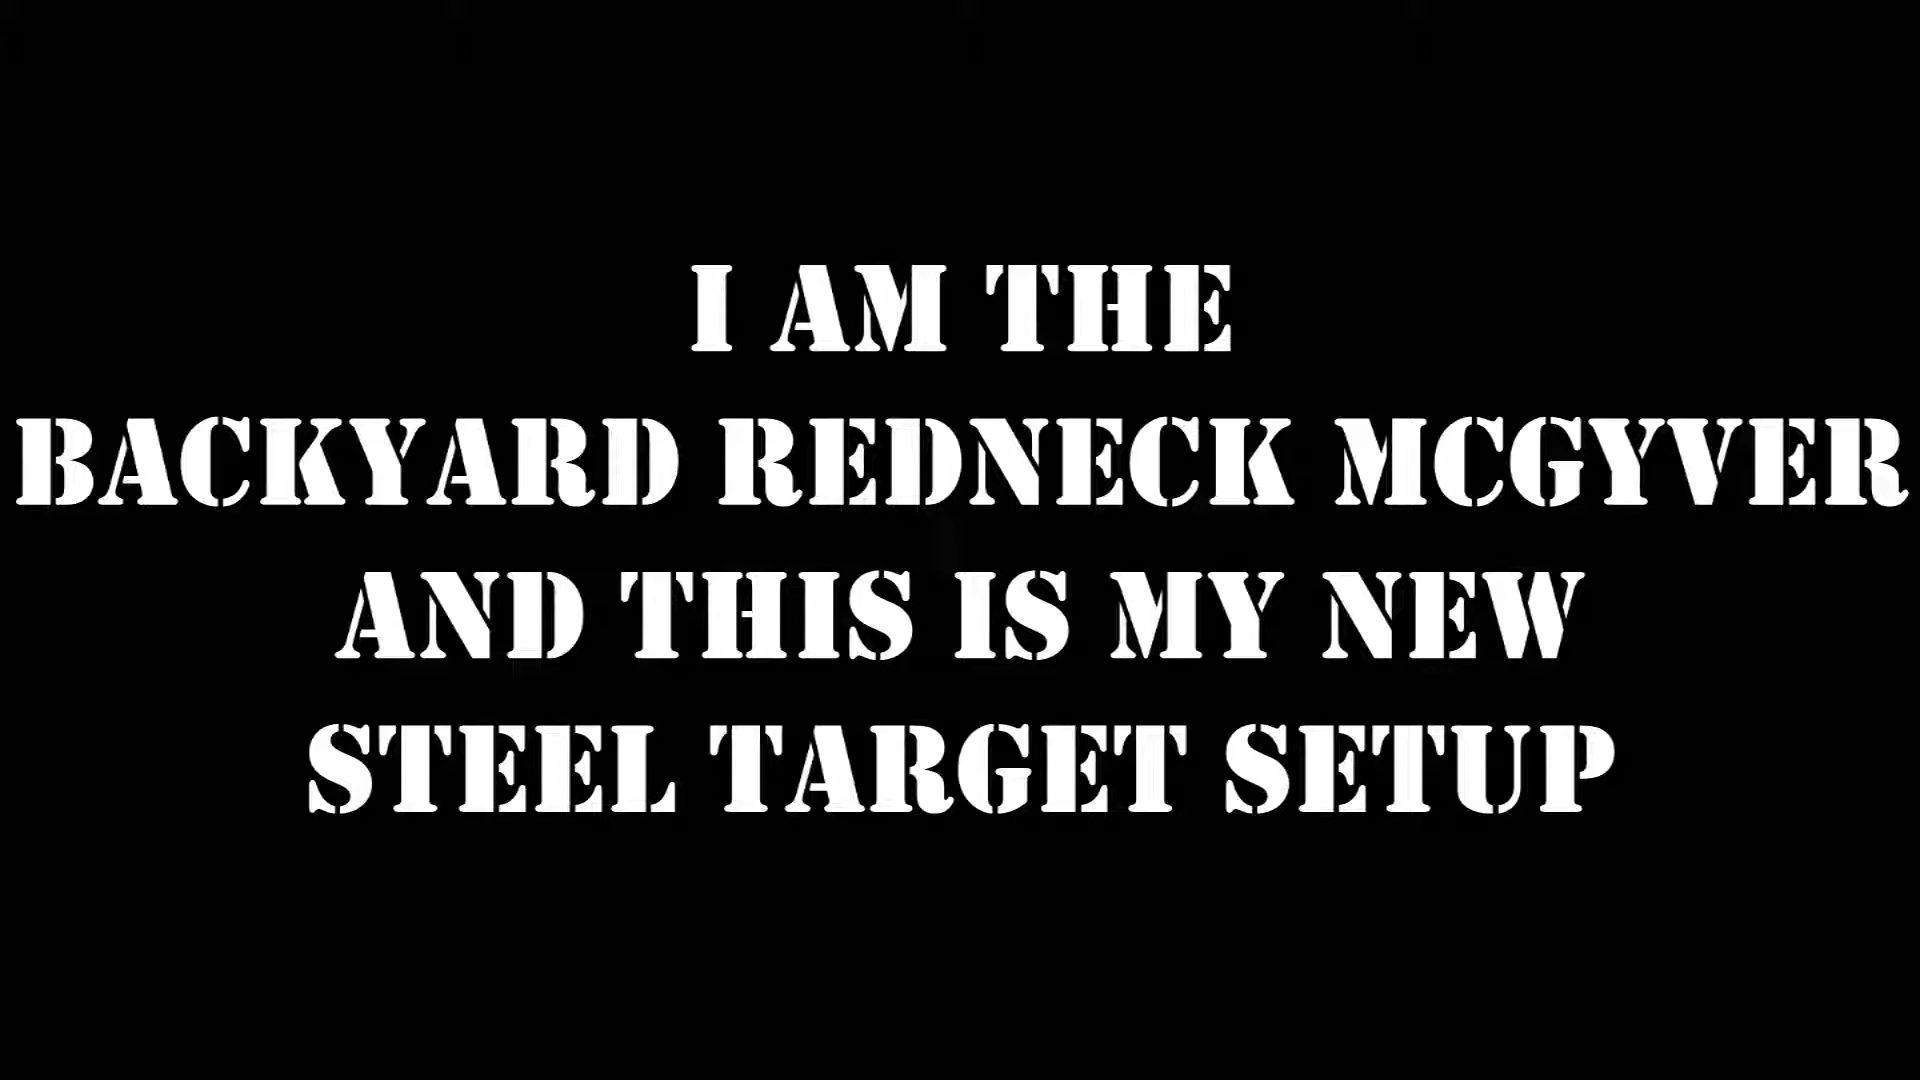 I AM THE
BACKYARD REDNECK MCGYVER
AND THIS IS MY NEW
STEEL TARGET SETUP